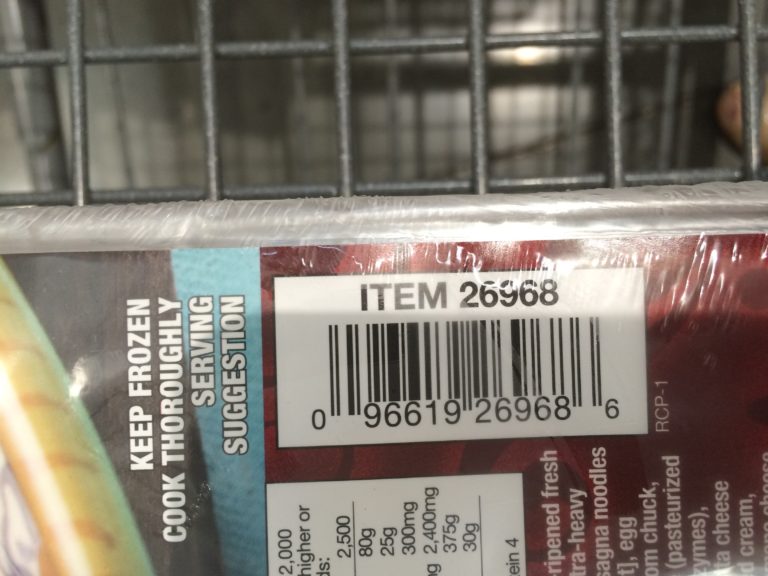 KEEP FROZEN
COOK THOROUGHLY
SERVING
SUGGESTION
ITEM 26968
0 96619 26968 6
RCP-1
2,000
higher or
ds: 2,500
80g
25g
300mg
2,400mg
375g
30g
ein 4
ripened fresh
tra-heavy
sagna noodles
t], egg
om chuck,
(pasteurized
zymes),
ta cheese
d cream,